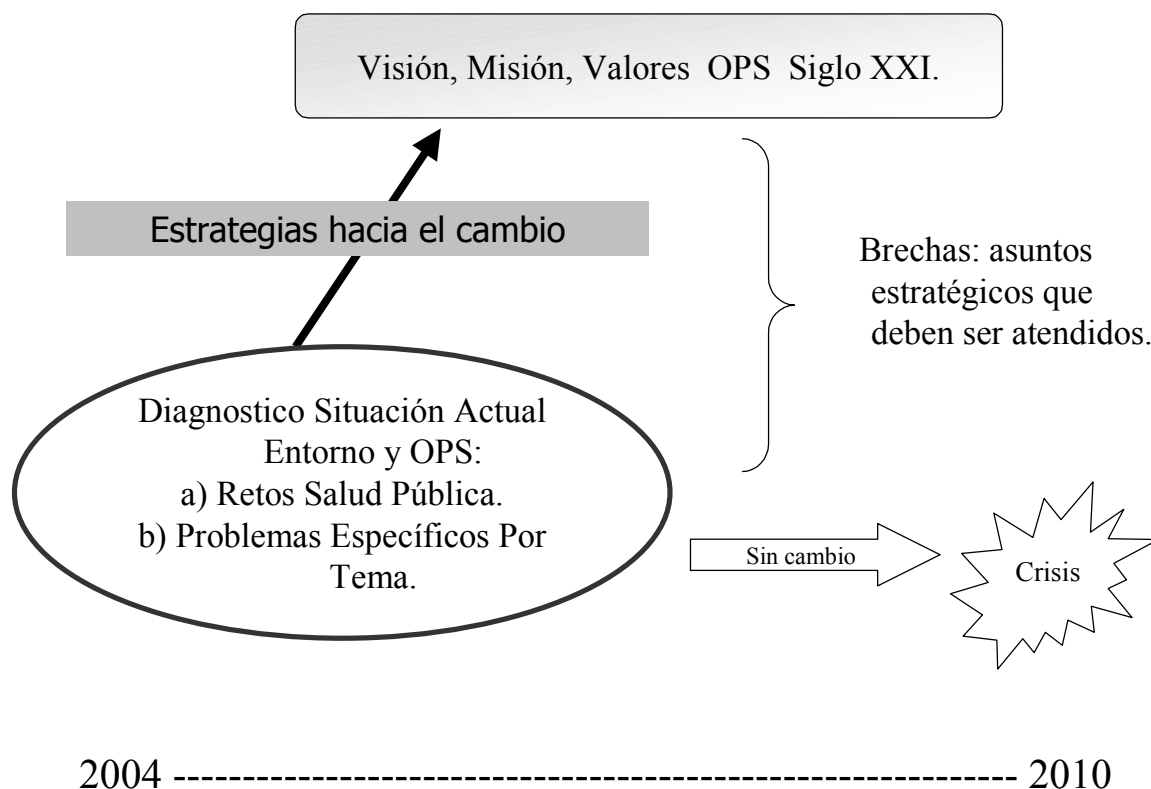 Visión, Misión, Valores OPS Siglo XXI.
Estrategias hacia el cambio
Brechas: asuntos
estratégicos que
deben ser atendidos.
Diagnostico Situación Actual
Entorno y OPS:
a) Retos Salud Pública.
b) Problemas Específicos Por
Tema.
Sin cambio
Crisis
2004 ------------------------------------------------------------ 2010